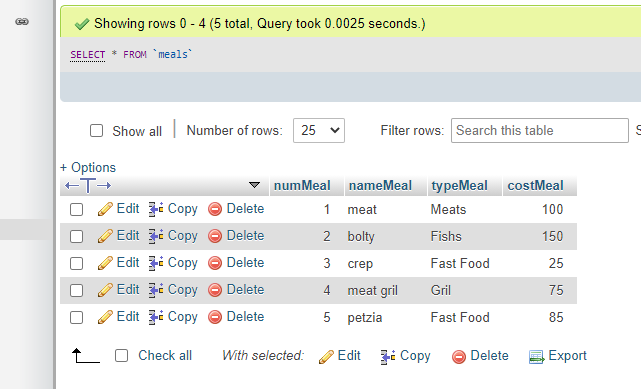 Showing rows 0 - 4 (5 total, Query took 0.0025 seconds.)
SELECT * FROM `meals`
Show all Number of rows: 25 Filter rows: Search this table S
+ Options
←T→ numMeal nameMeal typeMeal costMeal
Edit Copy Delete 1 meat Meats 100
Edit Copy Delete 2 bolty Fishs 150
Edit Copy Delete 3 crep Fast Food 25
Edit Copy Delete 4 meat gril Gril 75
Edit Copy Delete 5 petzia Fast Food 85
Check all With selected: Edit Copy Delete Export